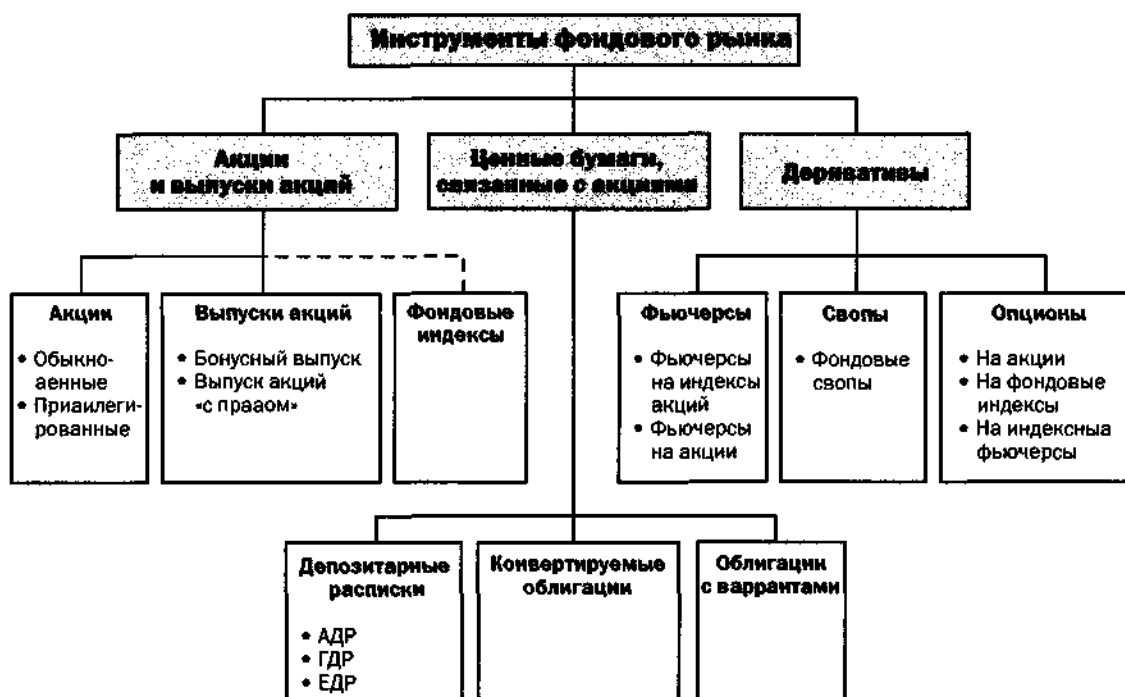 Инструменты фондового рынка
Акции
и выпуски акций
Ценные бумаги,
связанные с акциями
Деривативы
Акции
• Обыкно-
аенные
• Приаилеги-
рованные
Выпуски акций
• Бонусный выпуск
• Выпуск акций
«с прааом»
Фондовые
индексы
Фьючерсы
• Фьючерсы
на индексы
акций
• Фьючерсы
на акции
Свопы
• Фондовые
свопы
Опционы
• На акции
• На фондовые
индексы
• На индексныа
фьючерсы
Депозитарные
расписки
• АДР
• ГДР
• ЕДР
Конвертируемые
облигации
Облигации
с варрантами